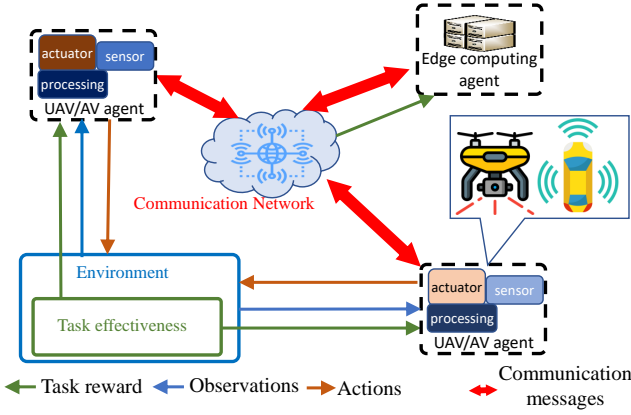 actuator
sensor
processing
UAV/AV agent
Edge computing
agent
Communication Network
Environment
Task effectiveness
actuator
sensor
processing
UAV/AV agent
Task reward
Observations
Actions
Communication
messages